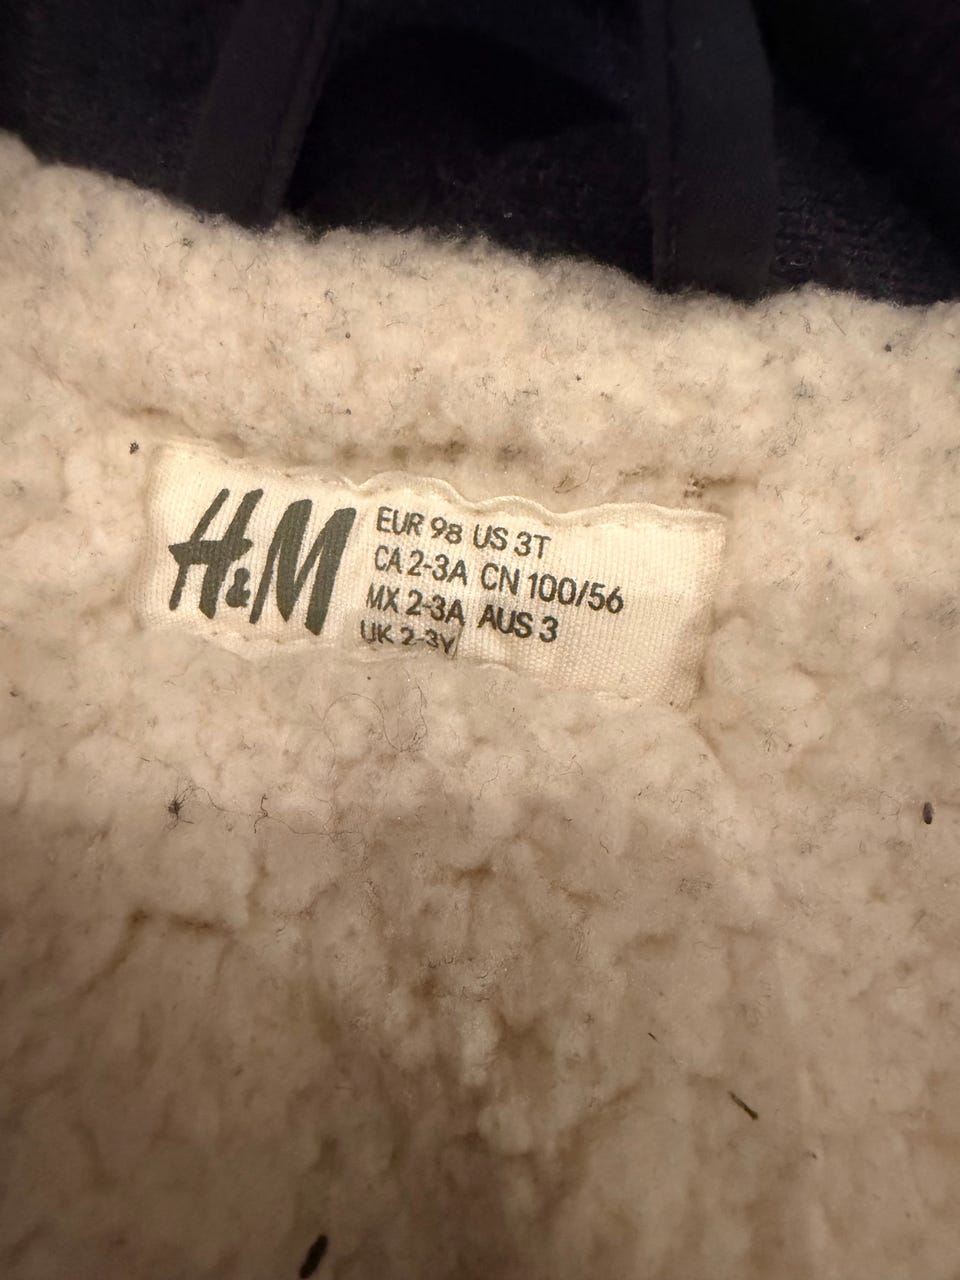 H&M
EUR 98 US 3T
CA 2-3A CN 100/56
MX 2-3A AUS 3
UK 2-3Y